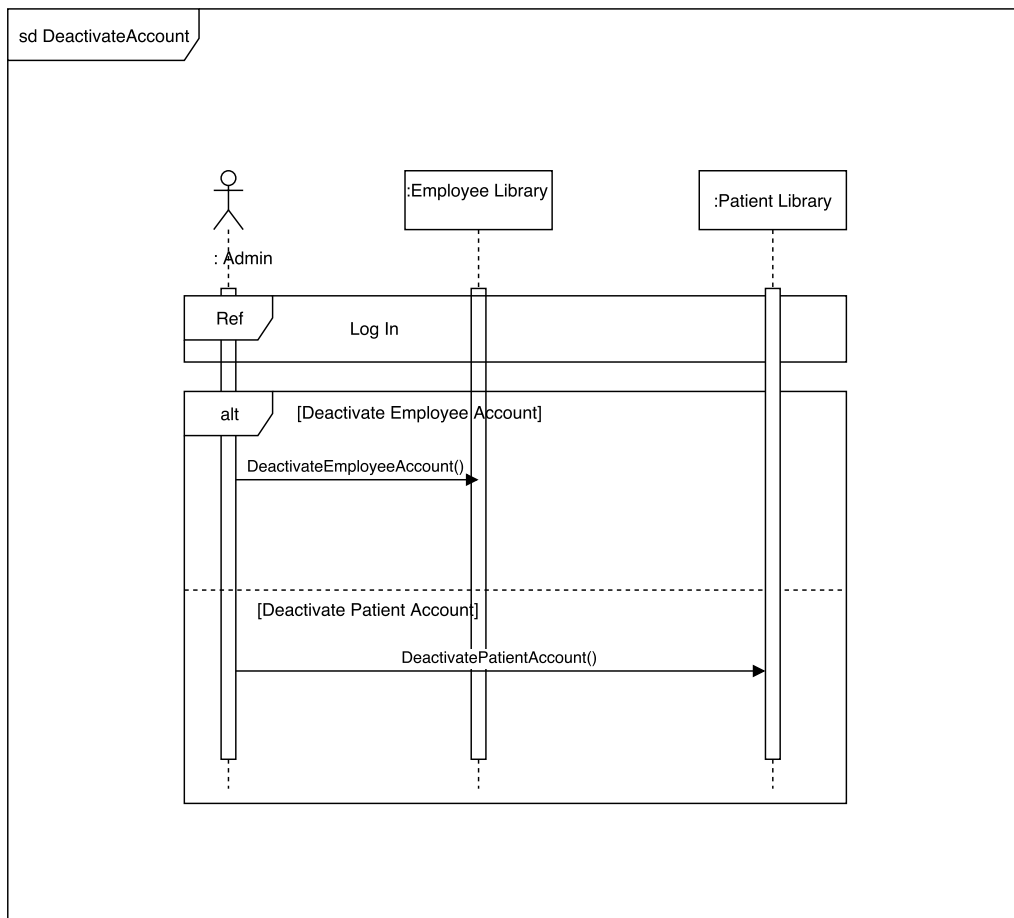 sd DeactivateAccount
:Employee Library
:Patient Library
: Admin
Ref
Log In
alt
[Deactivate Employee Account]
DeactivateEmployeeAccount()
[Deactivate Patient Account]
DeactivatePatientAccount()